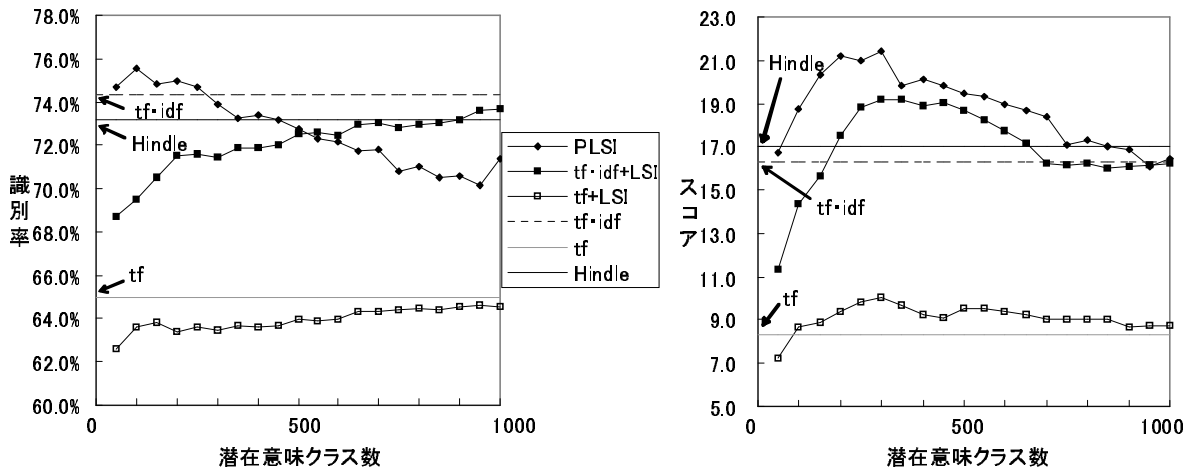 78.0%
76.0%
74.0%
72.0%
70.0%
68.0%
66.0%
64.0%
62.0%
60.0%
識別率
tf・idf
Hindle
tf
0
500
1000
潜在意味クラス数
PLSI
tf・idf+LSI
tf+LSI
tf・idf
tf
Hindle
23.0
21.0
19.0
17.0
15.0
13.0
11.0
9.0
7.0
5.0
スコア
Hindle
tf・idf
tf
0
500
1000
潜在意味クラス数